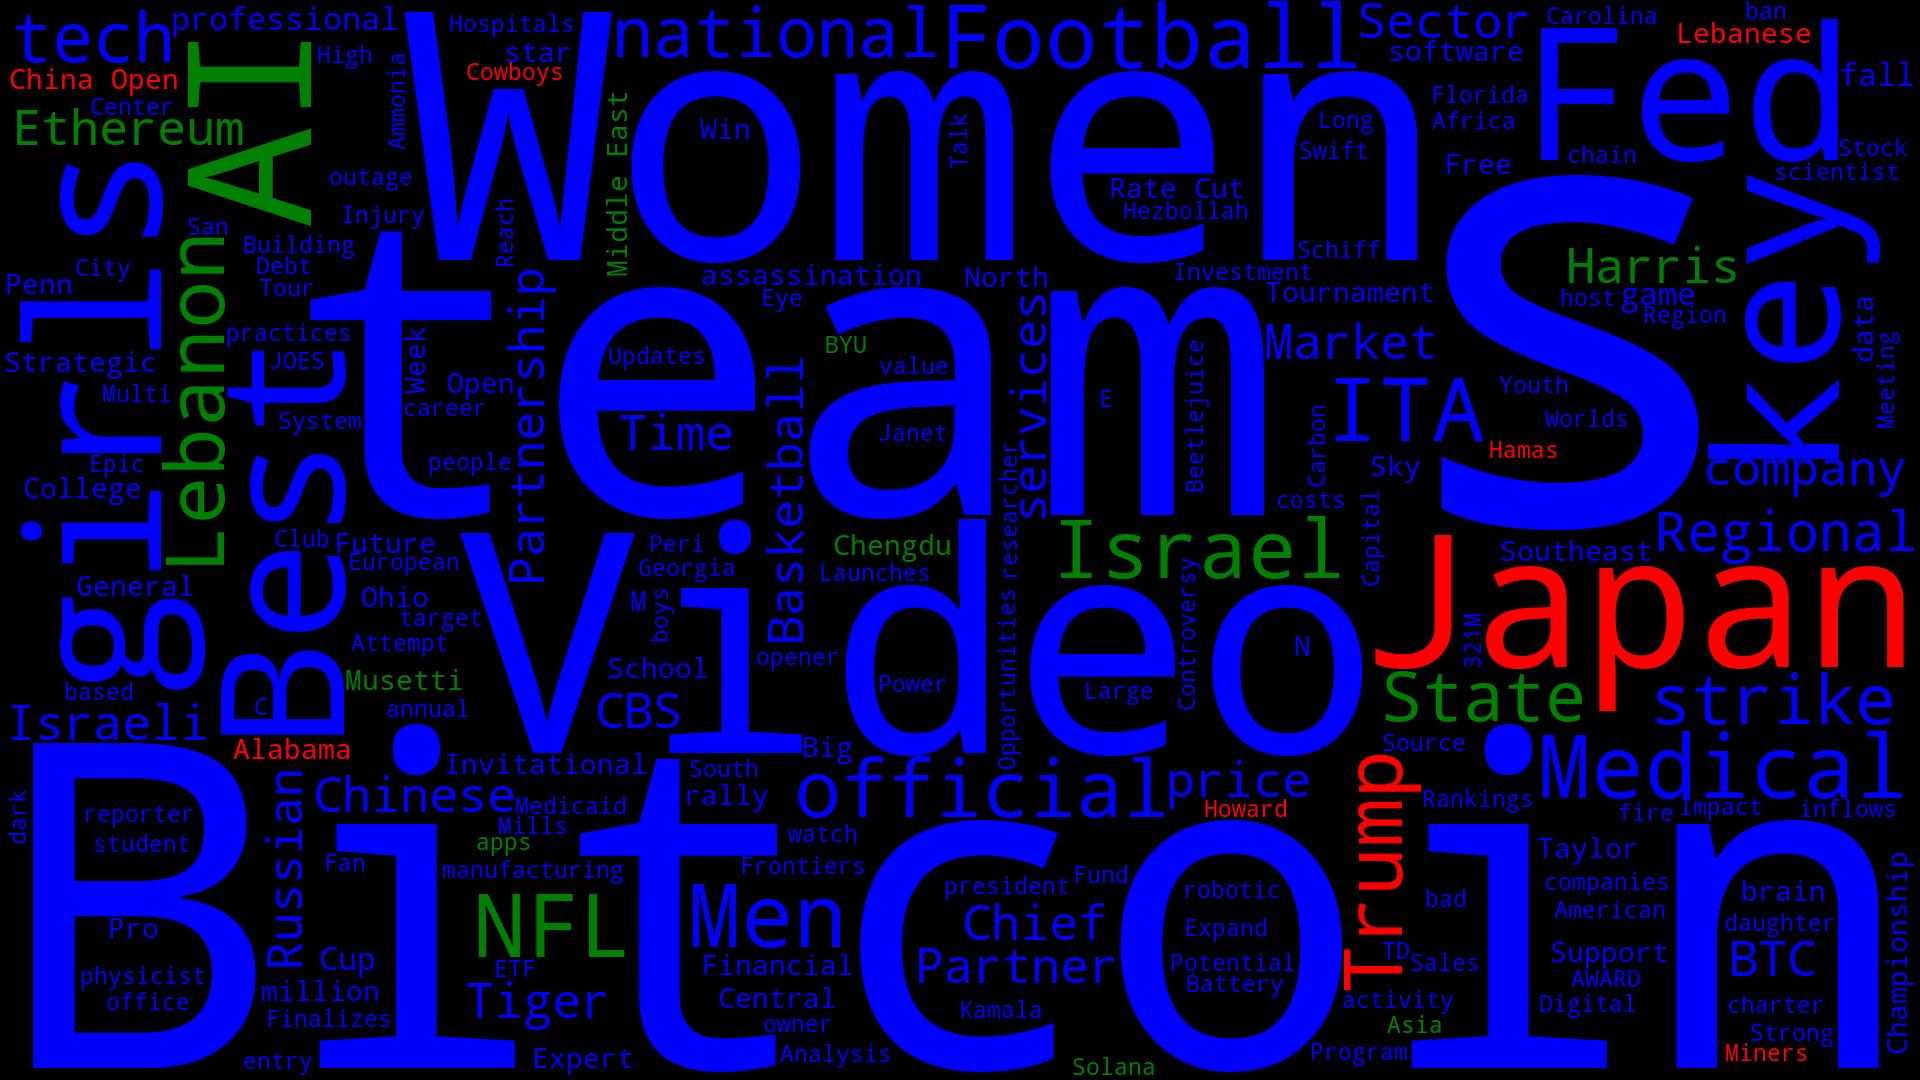 tech
professional
Hospitals
star
national
Football
Sector
Carolina
ban
Lebanese
High
Cowboys
software
China Open
Center
Ethereum
AI
Ammonia
Women
Win
Talk
Middle East
Florida
Africa
Long
Swift
Fed
fall
Stock
scientist
chain
Free
outage
Injury
Reach
Rate Cut
Hezbollah
Schiff
girls
San
Lebanon
Building
Debt
Tour
City
Penn
assassination
North
Investment
Tournament
Eye
S
Harris
host
game
Region
key
data
Meeting
practices
JOES
Strategic
Multi
Best
Week
team
Partnership
Open
career
Updates
Time
BYU
value
Janet
services
E
Beetlejuice
Market
ITA
Youth
Worlds
Hamas
Carbon
Sky
company
System
people
Epic
College
Basketball
costs
Capital
Club
Future
European
General
Ohio
target
Attempt
Video
Peri
Georgia
M
boys
Chengdu
Launches
Opportunities
researcher
Israel
Southeast
Regional
Japan
321M
Controversy
N
School
opener
Power
Large
CBS
Musetti
annual
based
C
Israeli
Alabama
State
strike
Source
Medical
Invitational
Big
South
rally
official
price
Howard
Trump
Rankings
fire
Impact
inflows
dark
Bitcoin
reporter
student
Russian
Chinese
Medicaid
Mills
apps
manufacturing
watch
Frontiers
Fan
Taylor
companies
American
brain
daughter
Championship
Pro
NFL
Men
president
Fund
Chief
Partner
robotic
Expand
Potential
Battery
bad
TD
Sales
Support
AWARD
Digital
BTC
physicist
office
Cup
million
Finalizes
ETF
Tiger
Financial
Central
owner
Kamala
activity
Asia
charter
Strong
Miners
entry
Expert
Analysis
Solana
Program